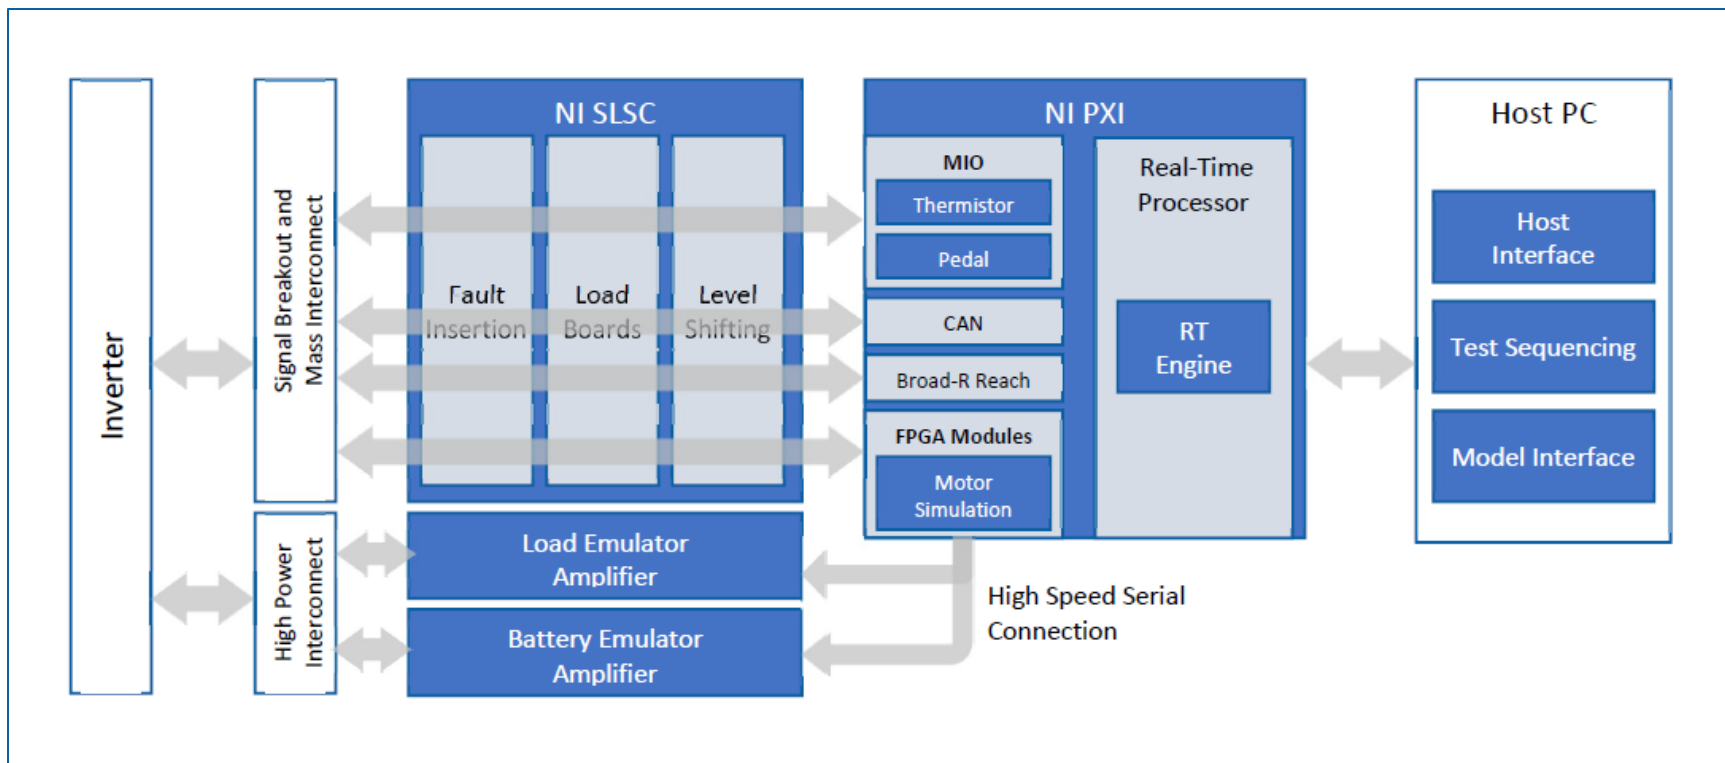 Inverter
Signal Breakout and
Mass Interconnect
High Power
Interconnect
NI SLSC
Fault
Insertion
Load
Boards
Level
Shifting
Load Emulator
Amplifier
Battery Emulator
Amplifier
NI PXI
MIO
Thermistor
Pedal
CAN
Broad-R Reach
FPGA Modules
Motor
Simulation
Real-Time
Processor
RT
Engine
High Speed Serial
Connection
Host PC
Host
Interface
Test Sequencing
Model Interface